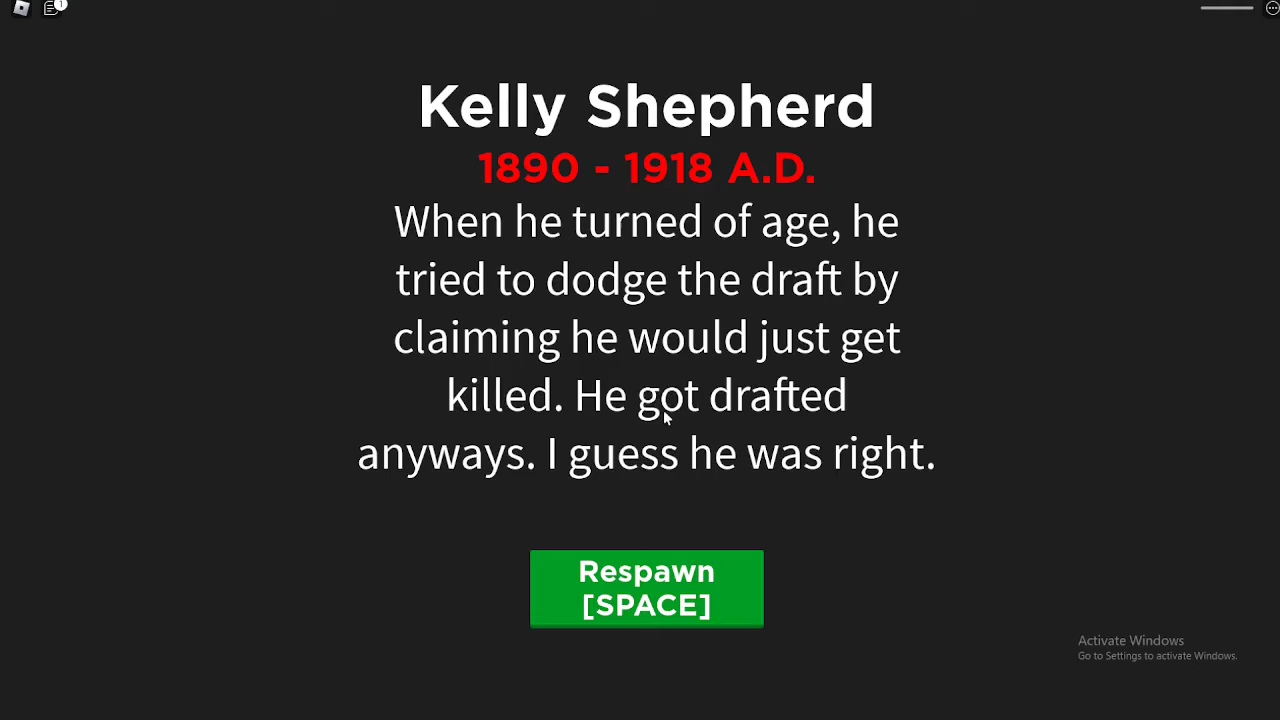 1
Kelly Shepherd
1890 - 1918 A.D.
When he turned of age, he
tried to dodge the draft by
claiming he would just get
killed. He got drafted
anyways. I guess he was right.
Respawn
[SPACE]
Activate Windows
Go to Settings to activate Windows.